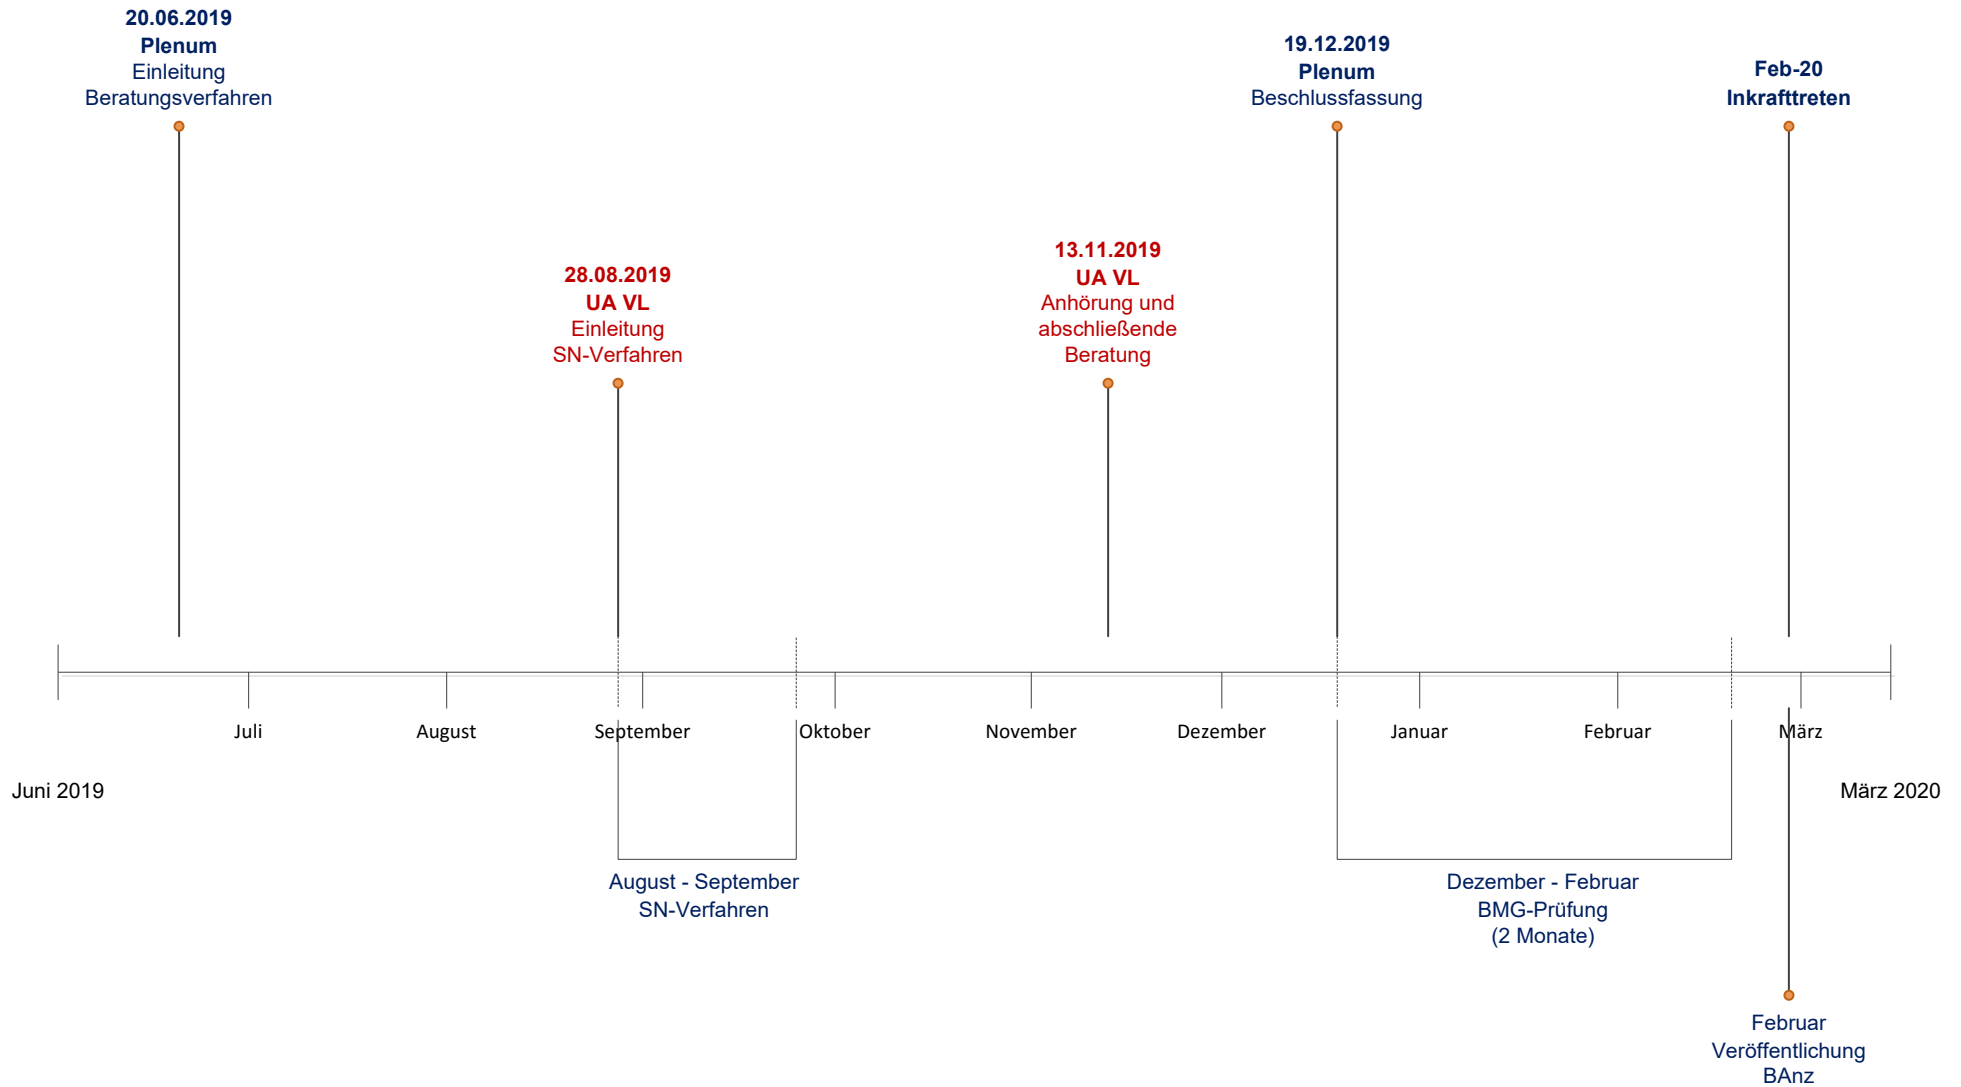 20.06.2019
Plenum
Einleitung
Beratungsverfahren
28.08.2019
UA VL
Einleitung
SN-Verfahren
13.11.2019
UA VL
Anhörung und
abschließende
Beratung
19.12.2019
Plenum
Beschlussfassung
Feb-20
Inkrafttreten
Juli
August
September
Oktober
November
Dezember
Januar
Februar
März
Juni 2019
März 2020
August - September
SN-Verfahren
Dezember - Februar
BMG-Prüfung
(2 Monate)
Februar
Veröffentlichung
BAnz